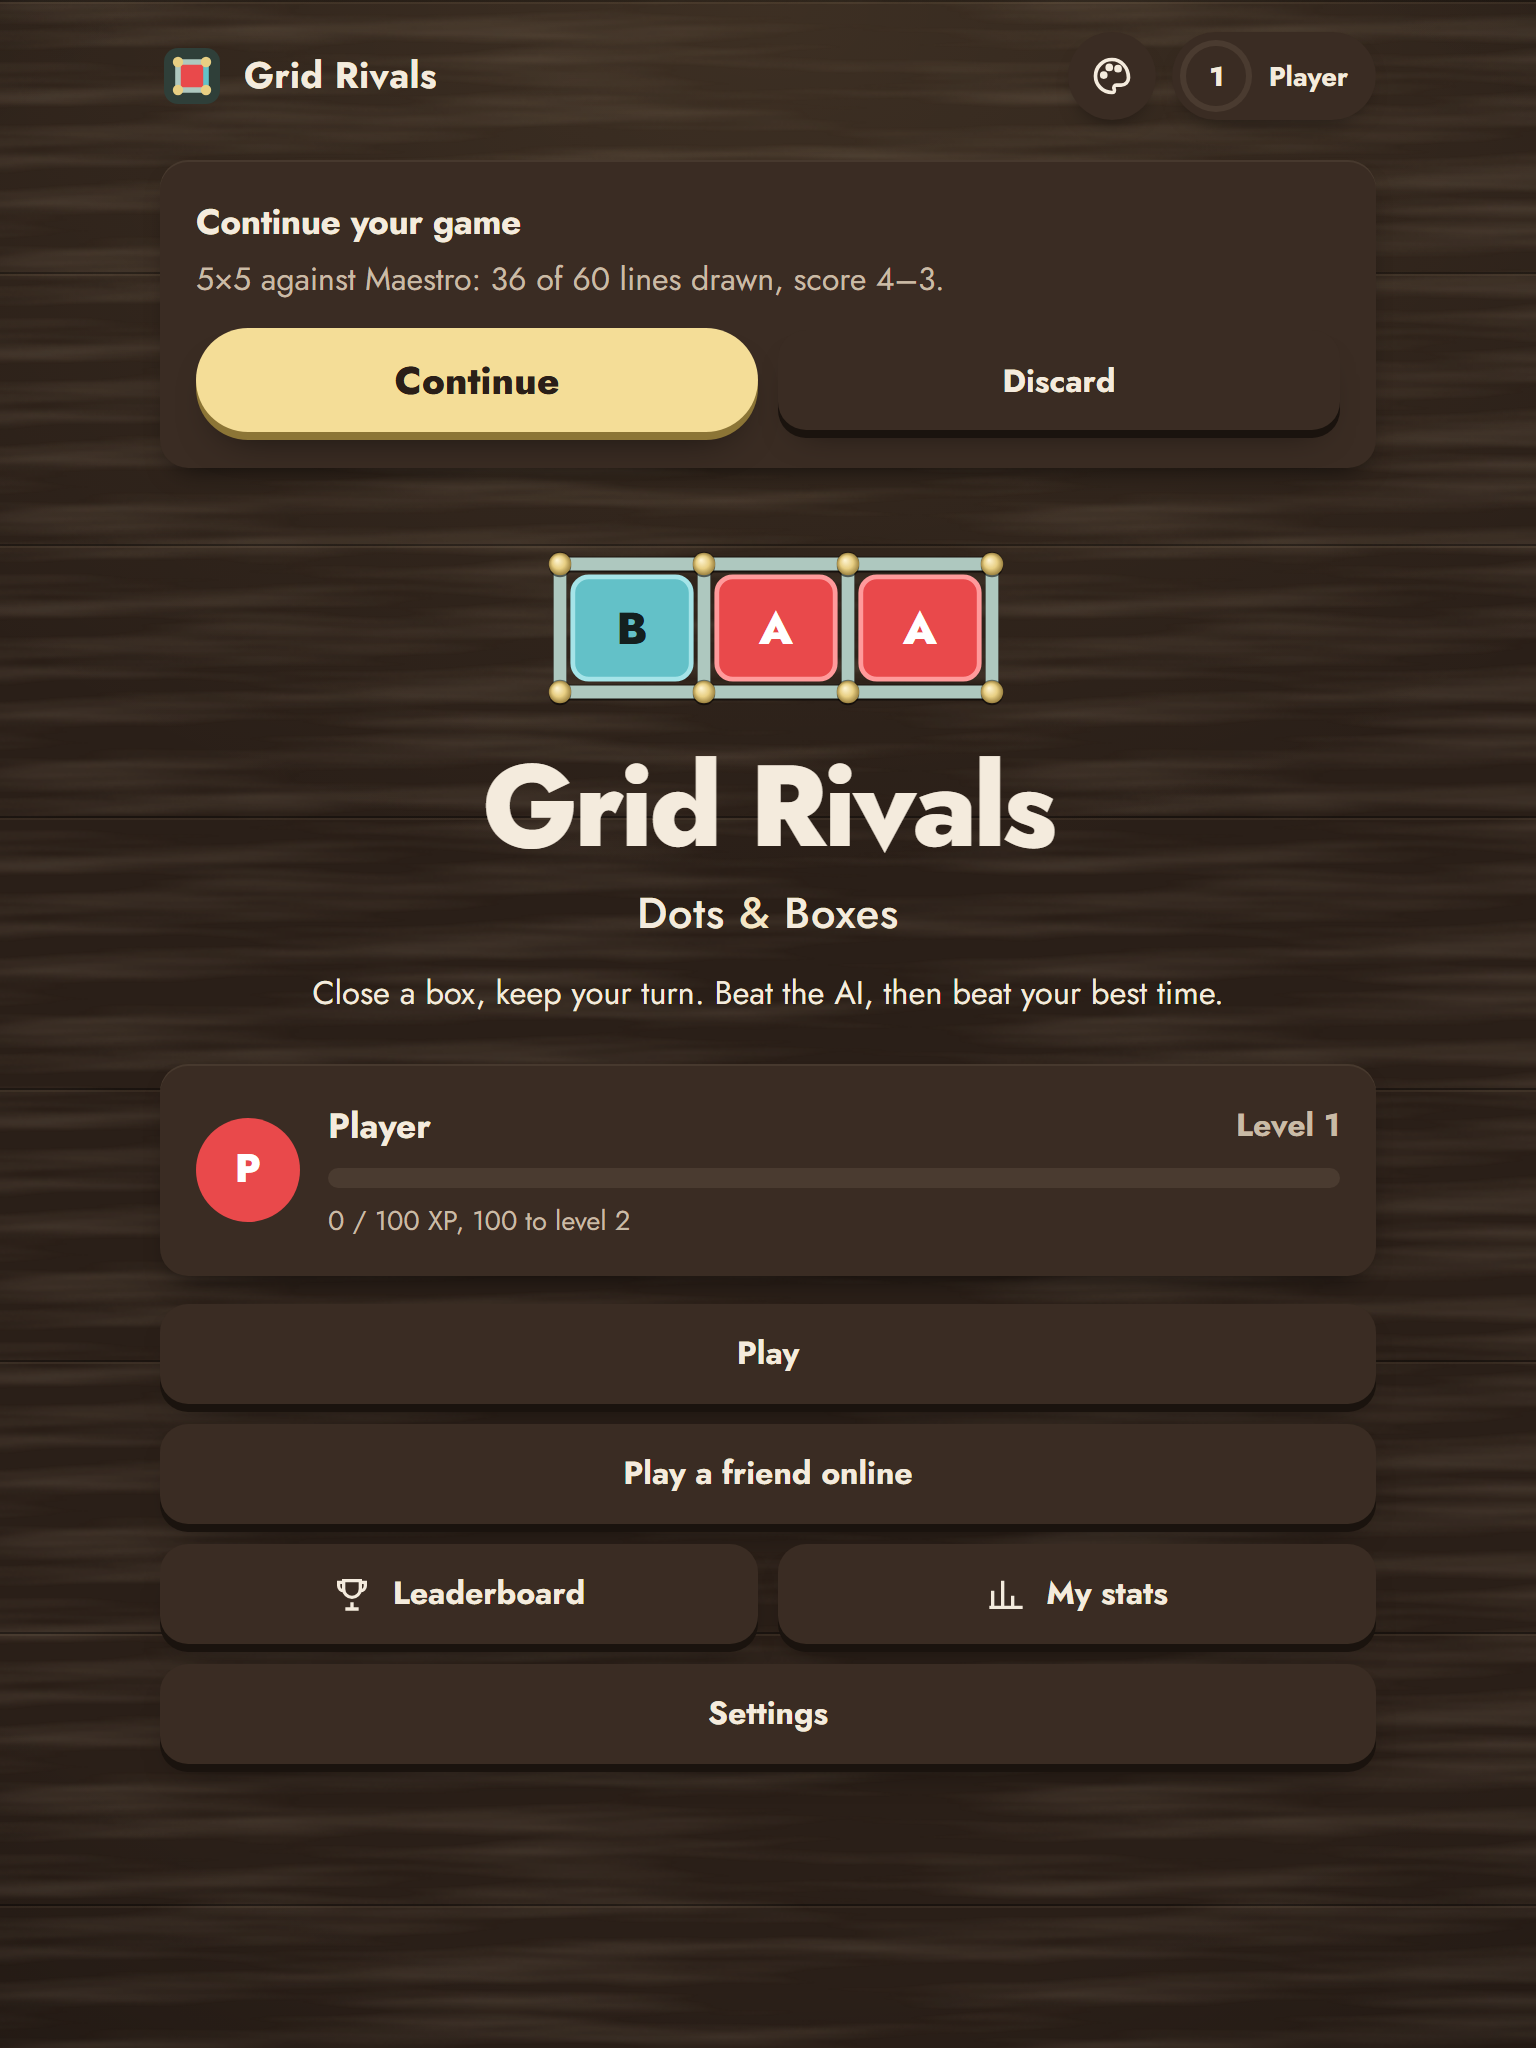 Grid Rivals
1 Player
Continue your game
5×5 against Maestro: 36 of 60 lines drawn, score 4–3.
Continue
Discard
B A A
Grid Rivals
Dots & Boxes
Close a box, keep your turn. Beat the AI, then beat your best time.
P
Player
Level 1
0 / 100 XP, 100 to level 2
Play
Play a friend online
Leaderboard
My stats
Settings